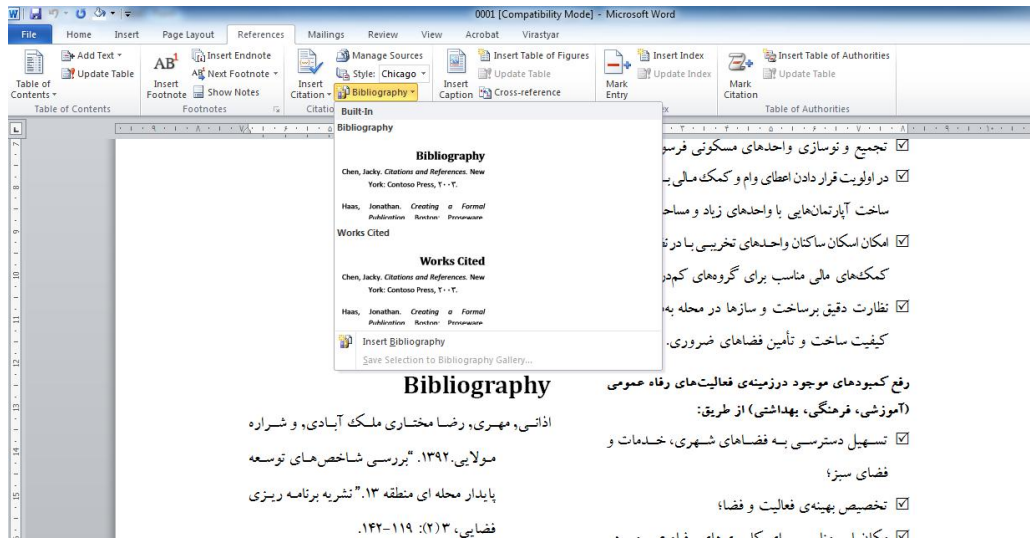 0001 [Compatibility Mode] - Microsoft Word
File Home Insert Page Layout References Mailings Review View Acrobat Virastyar
Table of Contents
Add Text
Update Table
Table of Contents
AB¹ Insert Footnote
Insert Endnote
Next Footnote
Show Notes
Footnotes
Insert Citation
Manage Sources
Style: Chicago
Bibliography
Insert Caption
Insert Table of Figures
Update Table
Cross-reference
Mark Entry
Insert Index
Update Index
Mark Citation
Insert Table of Authorities
Update Table
Table of Authorities
Built-In
Bibliography
Bibliography
Chen, Jacky. Citations and References. New
York: Contoso Press, ۲۰۰۳.
Haas, Jonathan. Creating a Formal
Publication. Boston: Proseware
Works Cited
Works Cited
Chen, Jacky. Citations and References. New
York: Contoso Press, ۲۰۰۳.
Haas, Jonathan. Creating a Formal
Publication. Boston: Proseware
Insert Bibliography
Save Selection to Bibliography Gallery...
تجمیع و نوسازی واحدهای مسکونی
در اولویت قرار دادن اعطای وام و کمک مالی
ساخت آپارتمان‌هایی با واحدهای زیاد و
امکان اسکان ساکنان واحدهای تخریبی با در
کمک‌های مالی مناسب برای گروه‌های
نظارت دقیق برساخت و سازها در محله
کیفیت ساخت و تأمین فضاهای ضروری.
رفع کمبودهای موجود درزمینه‌ی فعالیت‌های رفاه عمومی
(آموزشی، فرهنگی، بهداشتی) از طریق:
تسهیل دسترسی به فضاهای شهری، خدمات و
فضای سبز؛
تخصیص بهینه‌ی فعالیت و فضا؛
Bibliography
اذانی, مهری, رضا مختاری ملک آبادی, و شراره
مولایی.۱۳۹۲. "بررسی شاخص‌های توسعه
پایدار محله ای منطقه ۱۳." نشریه برنامه ریزی
فضایی، ۳(۲): ۱۱۹-۱۴۲.